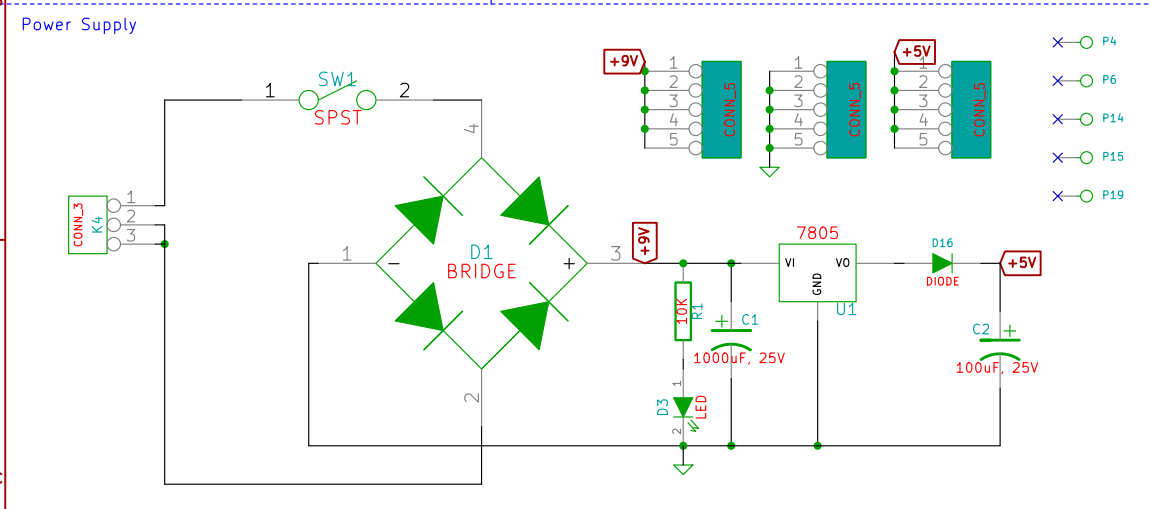 Power Supply
+9V
1
2
3
4
5
CONN_5
1
2
3
4
5
CONN_5
+5V
1
2
3
4
5
CONN_5
P4
P6
P14
P15
P19
SW1
1
2
SPST
4
CONN_3
K4
1
2
3
1
-
D1
BRIDGE
+
3
2
+9V
10K
R1
+
C1
1000uF, 25V
1
D3
LED
2
7805
VI
VO
GND
U1
D16
DIODE
+5V
C2
+
100uF, 25V